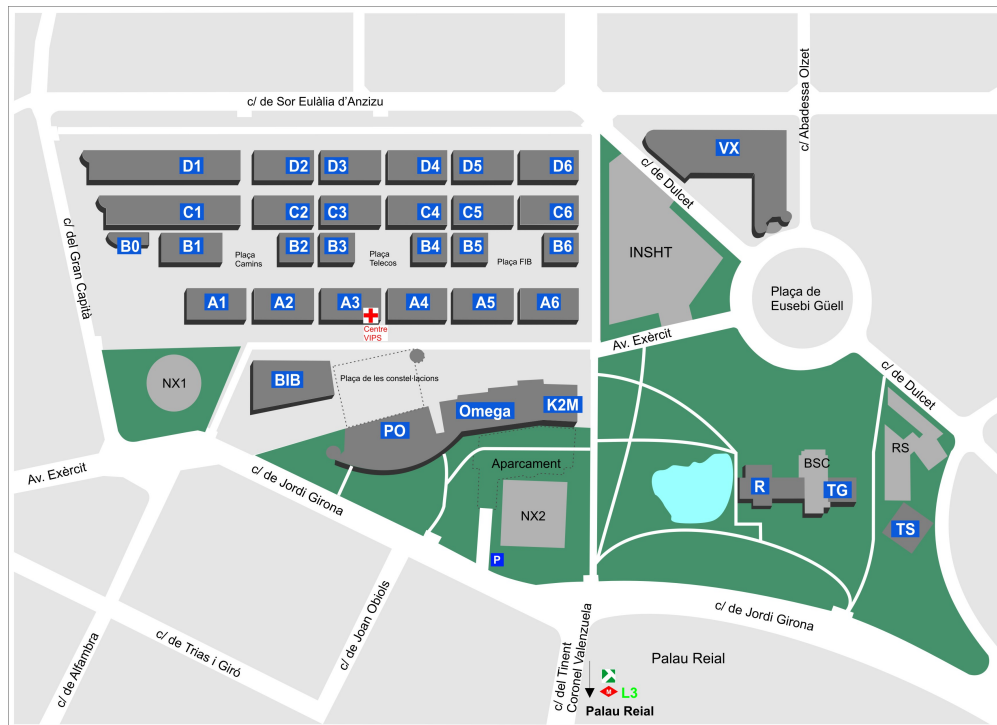 c/ de Sor Eulàlia d'Anzizu
c/ Abadessa Olzet
VX
D1
D2
D3
D4
D5
D6
c/ de Dulcet
C1
C2
C3
C4
C5
C6
c/ del Gran Capità
B0
B1
Plaça
Camins
B2
B3
Plaça
Telecos
B4
B5
Plaça FIB
B6
INSHT
Plaça de
Eusebi Güell
A1
A2
A3
A4
A5
A6
Centre
VIPS
Av. Exèrcit
NX1
BIB
Plaça de les constel·lacions
c/ de Dulcet
Omega
K2M
PO
Av. Exèrcit
c/ de Jordi Girona
Aparcament
RS
BSC
R
TG
NX2
TS
P
c/ de Joan Obiols
c/ de Trias i Giró
c/ de Alfambra
c/ del Tinent
Coronel Valenzuela
c/ de Jordi Girona
Palau Reial
M
L3
Palau Reial